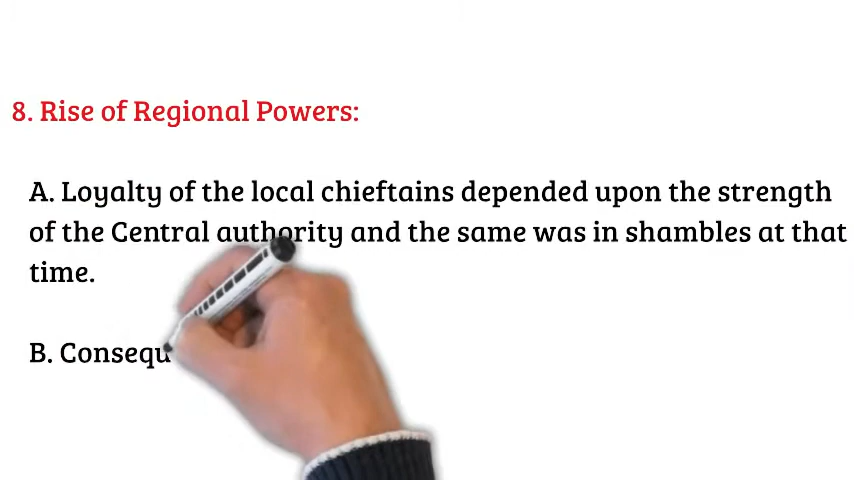 8. Rise of Regional Powers:
A. Loyalty of the local chieftains depended upon the strength
of the Central authority and the same was in shambles at that
time.
B. Consequ